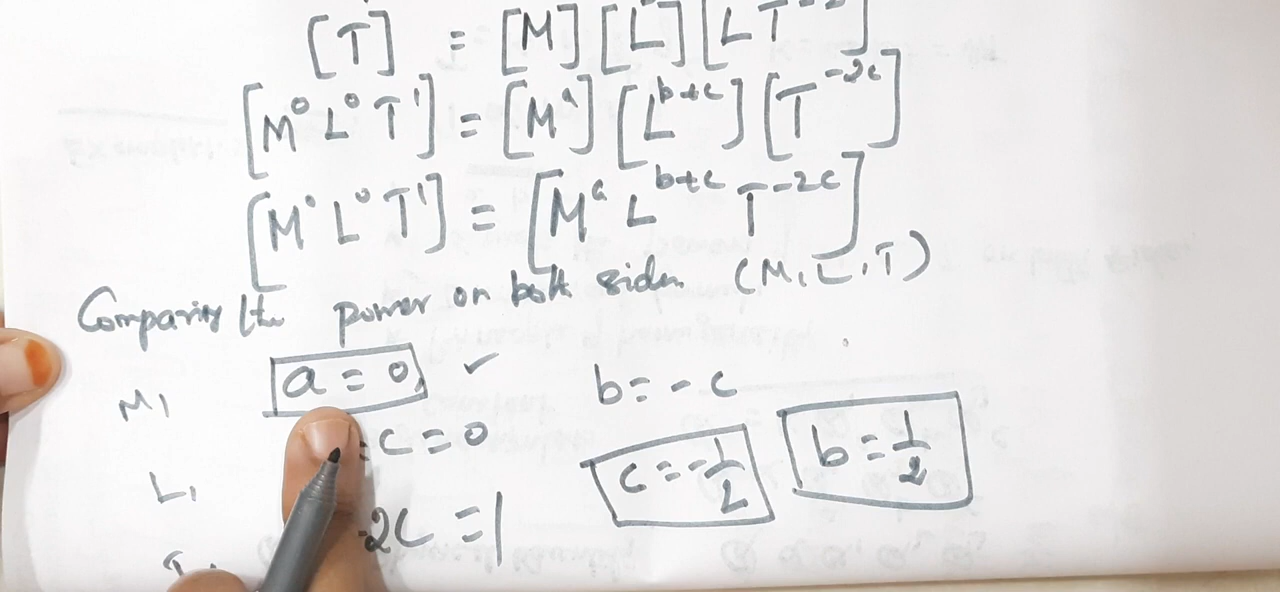 [T] = [M] [L] [L T⁻²]
[M⁰ L⁰ T¹] = [Mᵃ] [Lᵇ⁺ᶜ] [T⁻²ᶜ]
[M⁰ L⁰ T¹] = [Mᵃ Lᵇ⁺ᶜ T⁻²ᶜ]
Comparing the power on both sides (M, L, T)
M, a = 0 ✓ b = -c
L, c = 0 c = -1/2 b = 1/2
T, -2c = 1